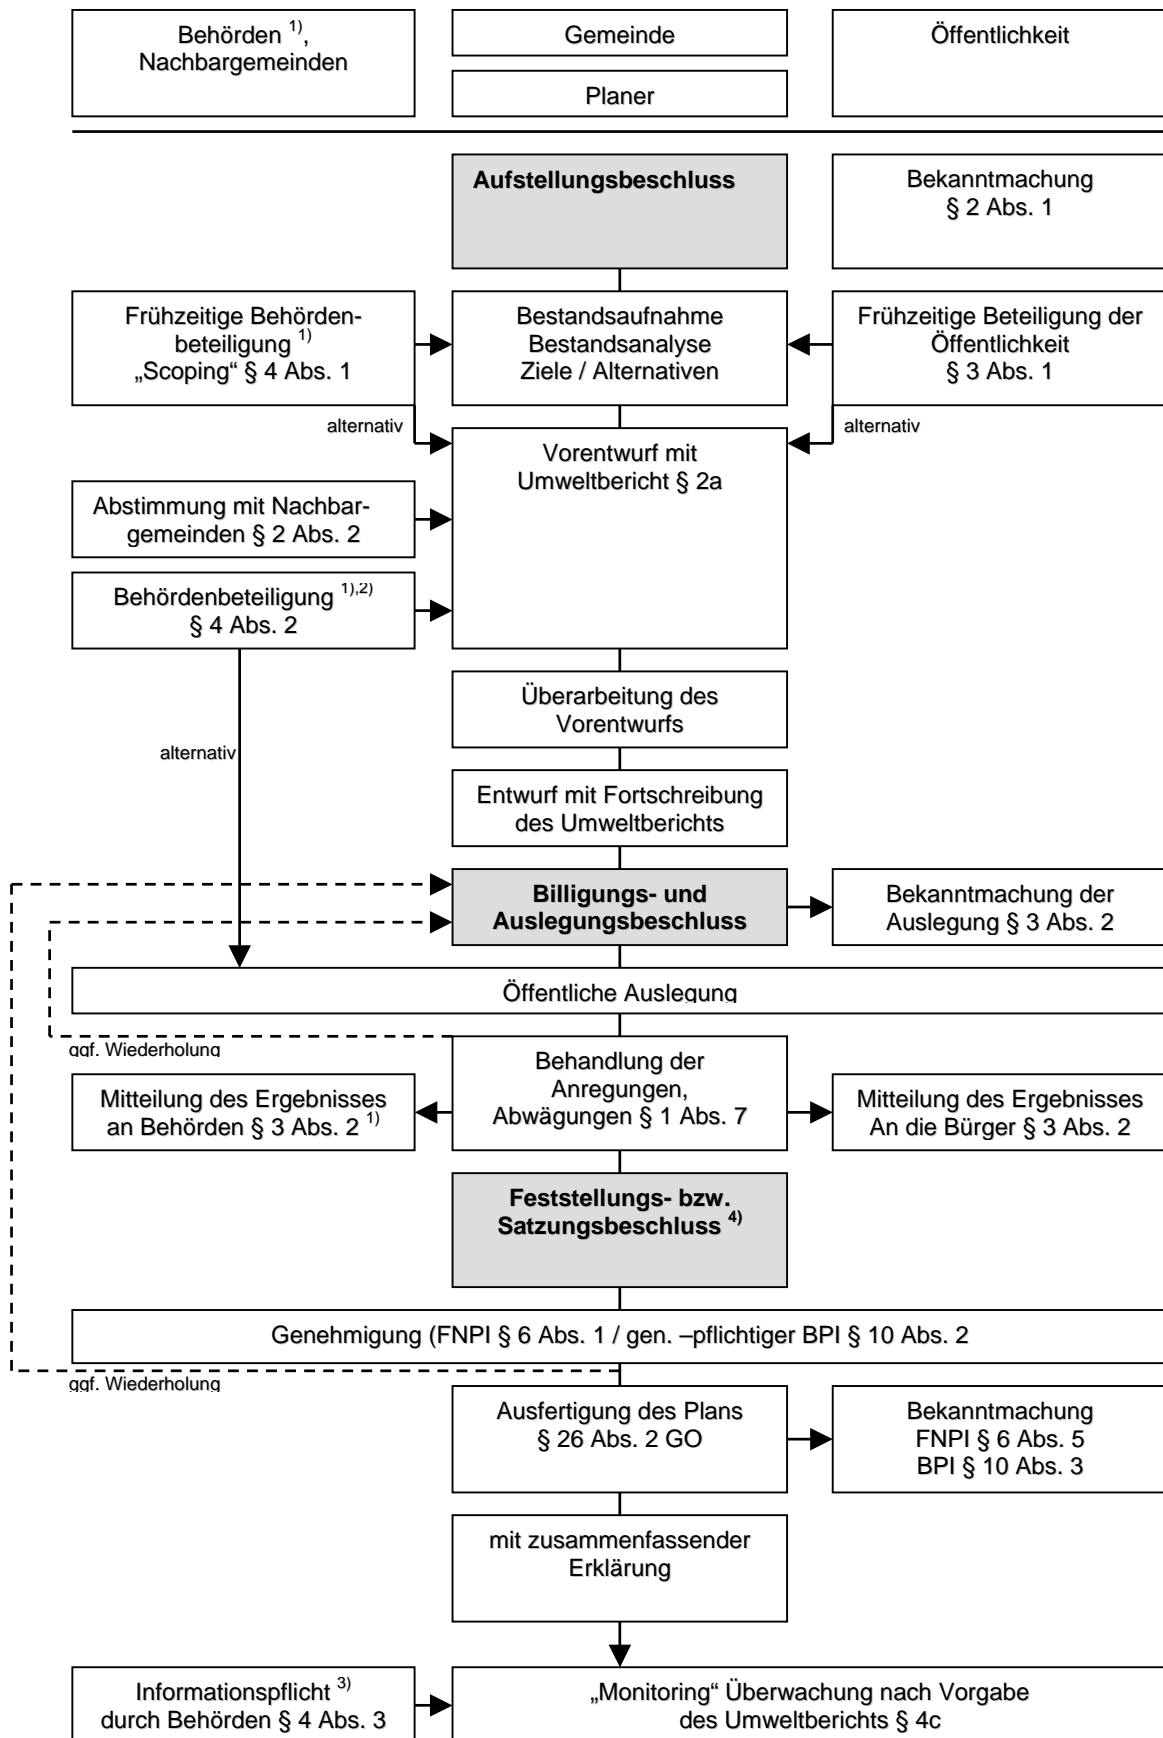 Behörden 1),
Nachbargemeinden
Gemeinde
Planer
Öffentlichkeit
Aufstellungsbeschluss
Bekanntmachung
§ 2 Abs. 1
Frühzeitige Behörden-
beteiligung 1)
„Scoping“ § 4 Abs. 1
Bestandsaufnahme
Bestandsanalyse
Ziele / Alternativen
Frühzeitige Beteiligung der
Öffentlichkeit
§ 3 Abs. 1
alternativ
alternativ
Vorentwurf mit
Umweltbericht § 2a
Abstimmung mit Nachbar-
gemeinden § 2 Abs. 2
Behördenbeteiligung 1),2)
§ 4 Abs. 2
Überarbeitung des
Vorentwurfs
alternativ
Entwurf mit Fortschreibung
des Umweltberichts
Billigungs- und
Auslegungsbeschluss
Bekanntmachung der
Auslegung § 3 Abs. 2
Öffentliche Auslegung
ggf. Wiederholung
Behandlung der
Anregungen,
Abwägungen § 1 Abs. 7
Mitteilung des Ergebnisses
an Behörden § 3 Abs. 2 1)
Mitteilung des Ergebnisses
An die Bürger § 3 Abs. 2
Feststellungs- bzw.
Satzungsbeschluss 4)
Genehmigung (FNPl § 6 Abs. 1 / gen. –pflichtiger BPl § 10 Abs. 2
ggf. Wiederholung
Ausfertigung des Plans
§ 26 Abs. 2 GO
Bekanntmachung
FNPl § 6 Abs. 5
BPl § 10 Abs. 3
mit zusammenfassender
Erklärung
Informationspflicht 3)
durch Behörden § 4 Abs. 3
„Monitoring“ Überwachung nach Vorgabe
des Umweltberichts § 4c